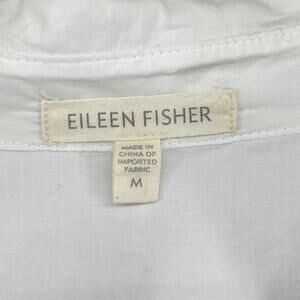 EILEEN FISHER
MADE IN
CHINA OF
IMPORTED
FABRIC
M